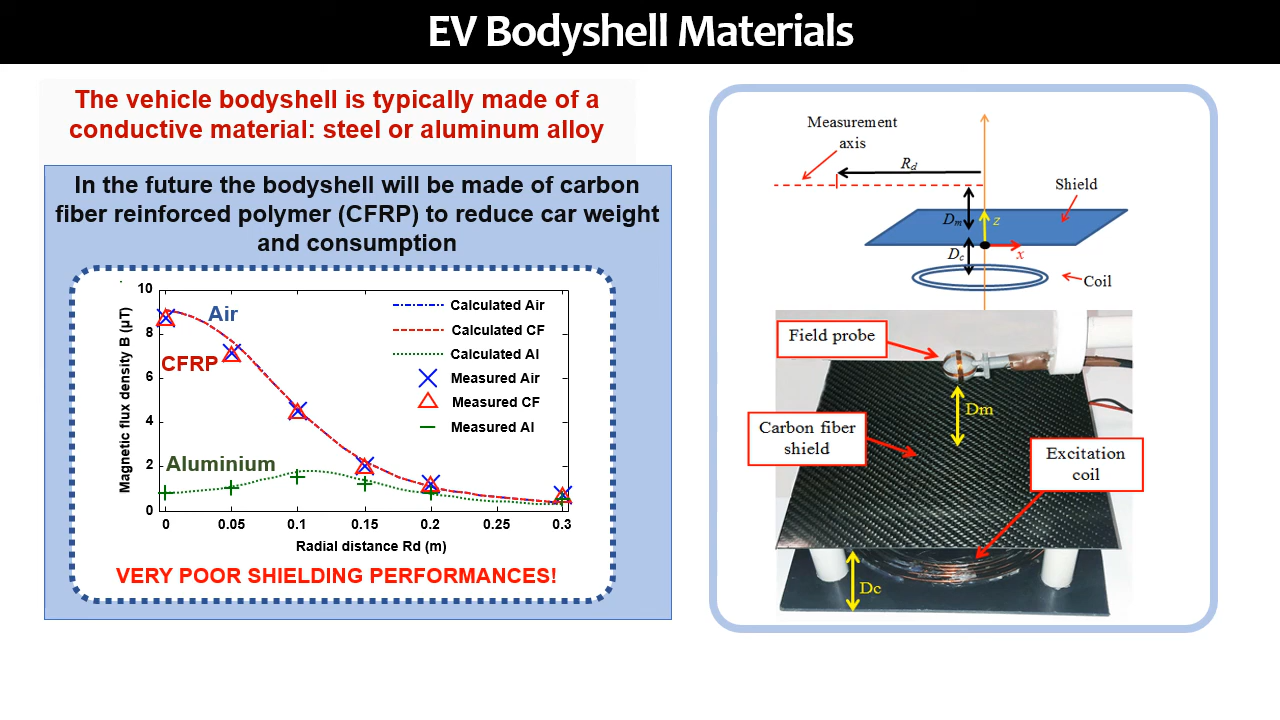 EV Bodyshell Materials
The vehicle bodyshell is typically made of a
conductive material: steel or aluminum alloy
In the future the bodyshell will be made of carbon
fiber reinforced polymer (CFRP) to reduce car weight
and consumption
Magnetic flux density B (µT)
10
8
6
4
2
0
0
0.05
0.1
0.15
0.2
0.25
0.3
Radial distance Rd (m)
Air
CFRP
Aluminium
Calculated Air
Calculated CF
Calculated Al
Measured Air
Measured CF
Measured Al
VERY POOR SHIELDING PERFORMANCES!
Measurement
axis
Rd
Shield
Dm
z
Dc
x
Coil
Field probe
Dm
Carbon fiber
shield
Excitation
coil
Dc